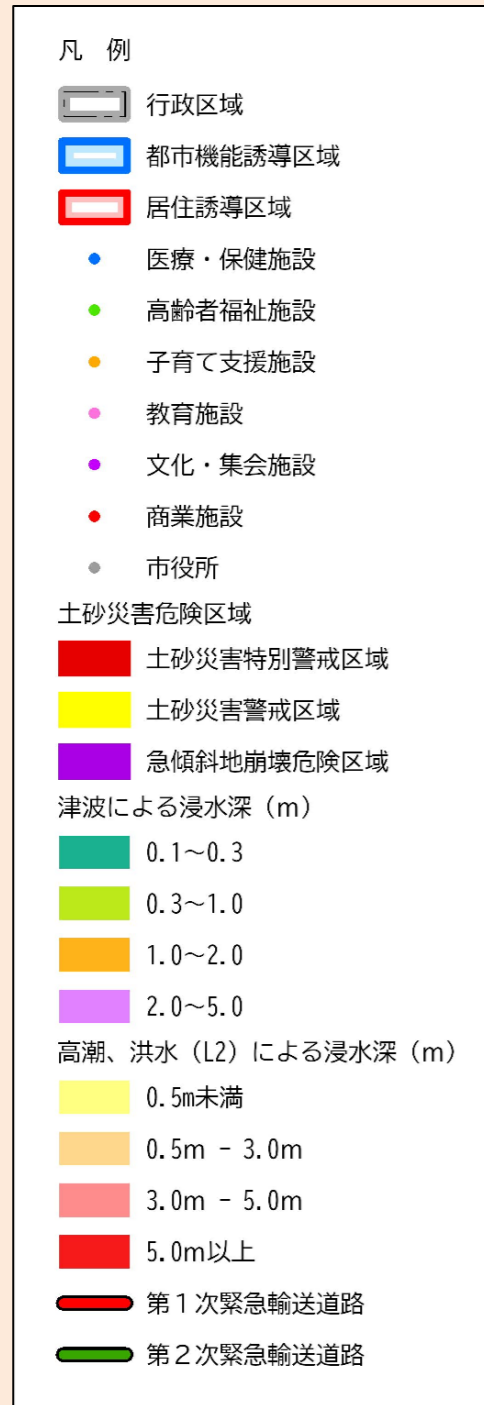 凡　例
行政区域
都市機能誘導区域
居住誘導区域
医療・保健施設
高齢者福祉施設
子育て支援施設
教育施設
文化・集会施設
商業施設
市役所
土砂災害危険区域
土砂災害特別警戒区域
土砂災害警戒区域
急傾斜地崩壊危険区域
津波による浸水深（m）
0.1～0.3
0.3～1.0
1.0～2.0
2.0～5.0
高潮、洪水（L2）による浸水深（m）
0.5m未満
0.5m - 3.0m
3.0m - 5.0m
5.0m以上
第１次緊急輸送道路
第２次緊急輸送道路